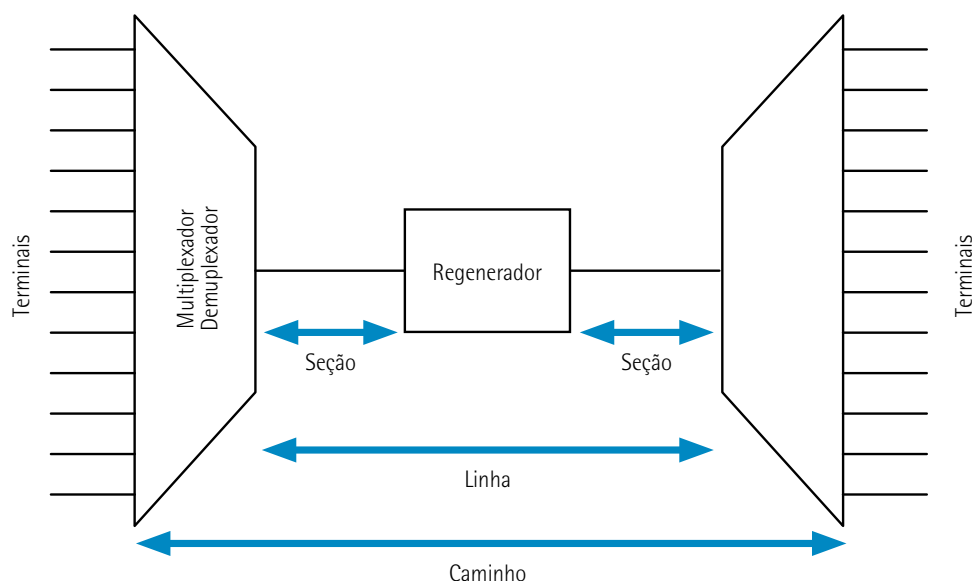 Terminais
Multiplexador
Demuplexador
Regenerador
Terminais
Seção
Seção
Linha
Caminho